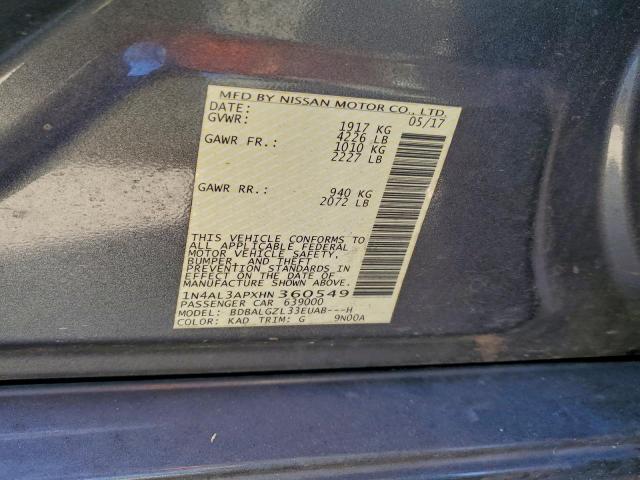 MFD BY NISSAN MOTOR CO., LTD.
DATE: 05/17
GVWR: 1917 KG
4226 LB
GAWR FR.: 1010 KG
2227 LB
GAWR RR.: 940 KG
2072 LB
THIS VEHICLE CONFORMS TO
ALL APPLICABLE FEDERAL
MOTOR VEHICLE SAFETY,
BUMPER, AND THEFT
PREVENTION STANDARDS IN
EFFECT ON THE DATE OF
MANUFACTURE SHOWN ABOVE.
1N4AL3APXHN360549
PASSENGER CAR 639000
MODEL: BDBALGZL33EUAB---H
COLOR: KAD TRIM: G 9N00A